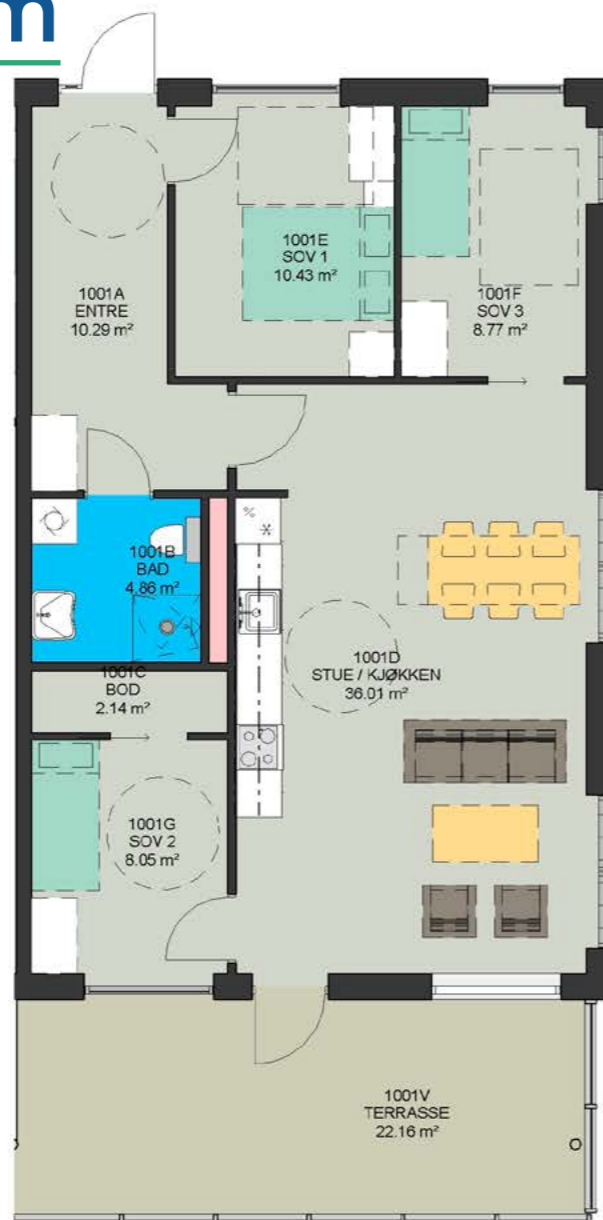 m
1001E
SOV 1
10.43 m²
1001A
ENTRE
10.29 m²
1001F
SOV 3
8.77 m²
1001B
BAD
4.86 m²
1001D
STUE / KJØKKEN
36.01 m²
1001C
BOD
2.14 m²
1001G
SOV 2
8.05 m²
1001V
TERRASSE
22.16 m²